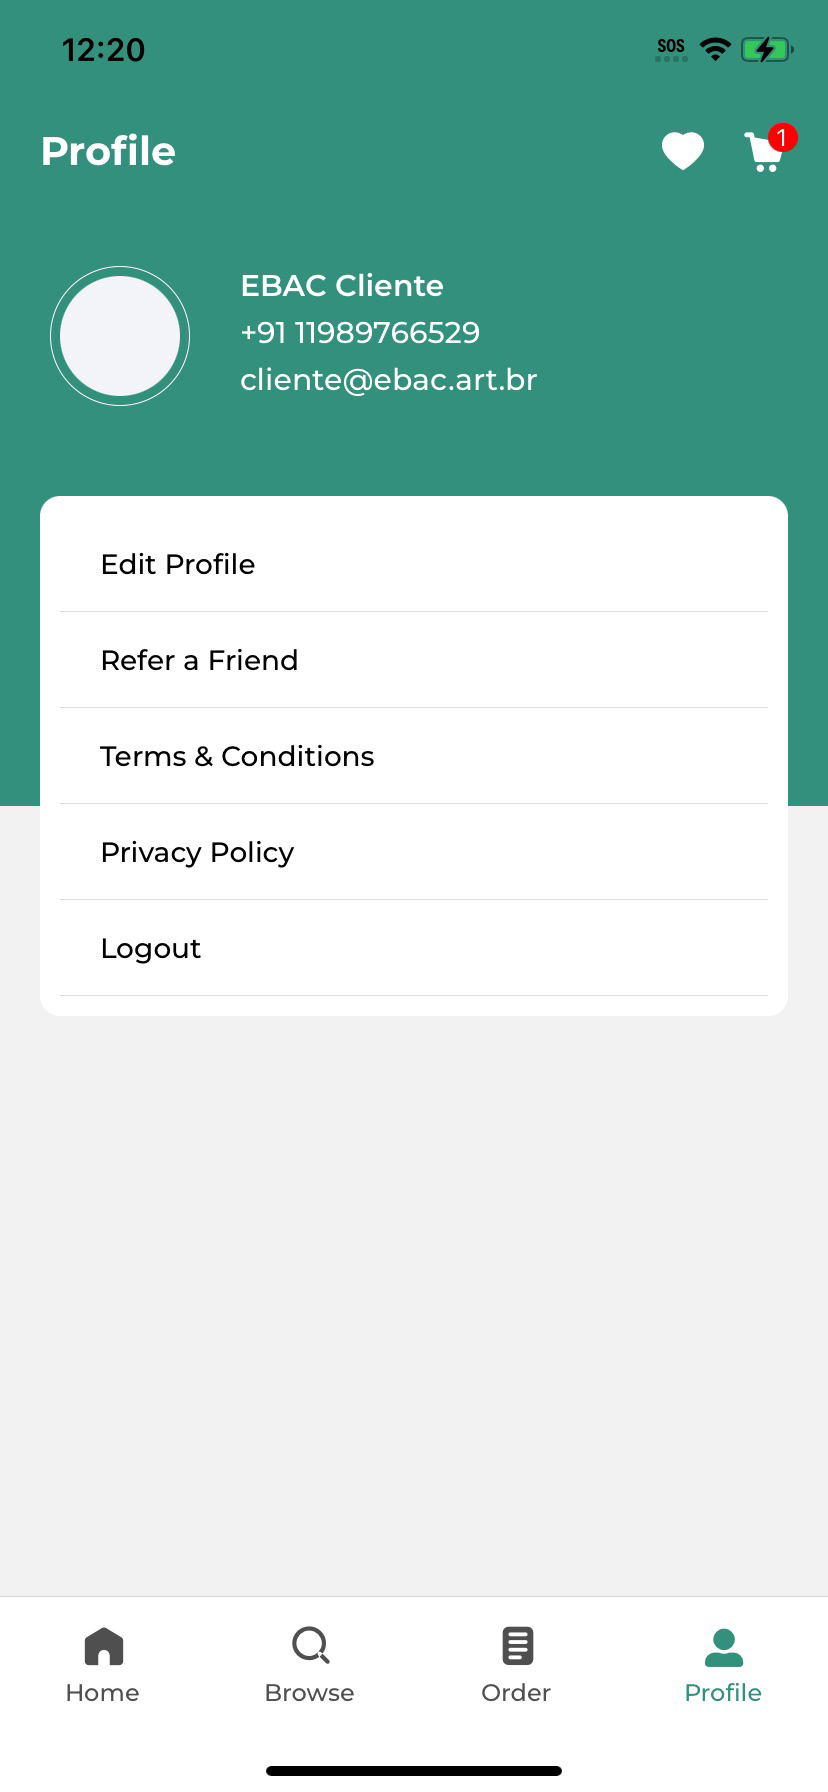 12:20
SOS
Profile
1
EBAC Cliente
+91 11989766529
cliente@ebac.art.br
Edit Profile
Refer a Friend
Terms & Conditions
Privacy Policy
Logout
Home
Browse
Order
Profile